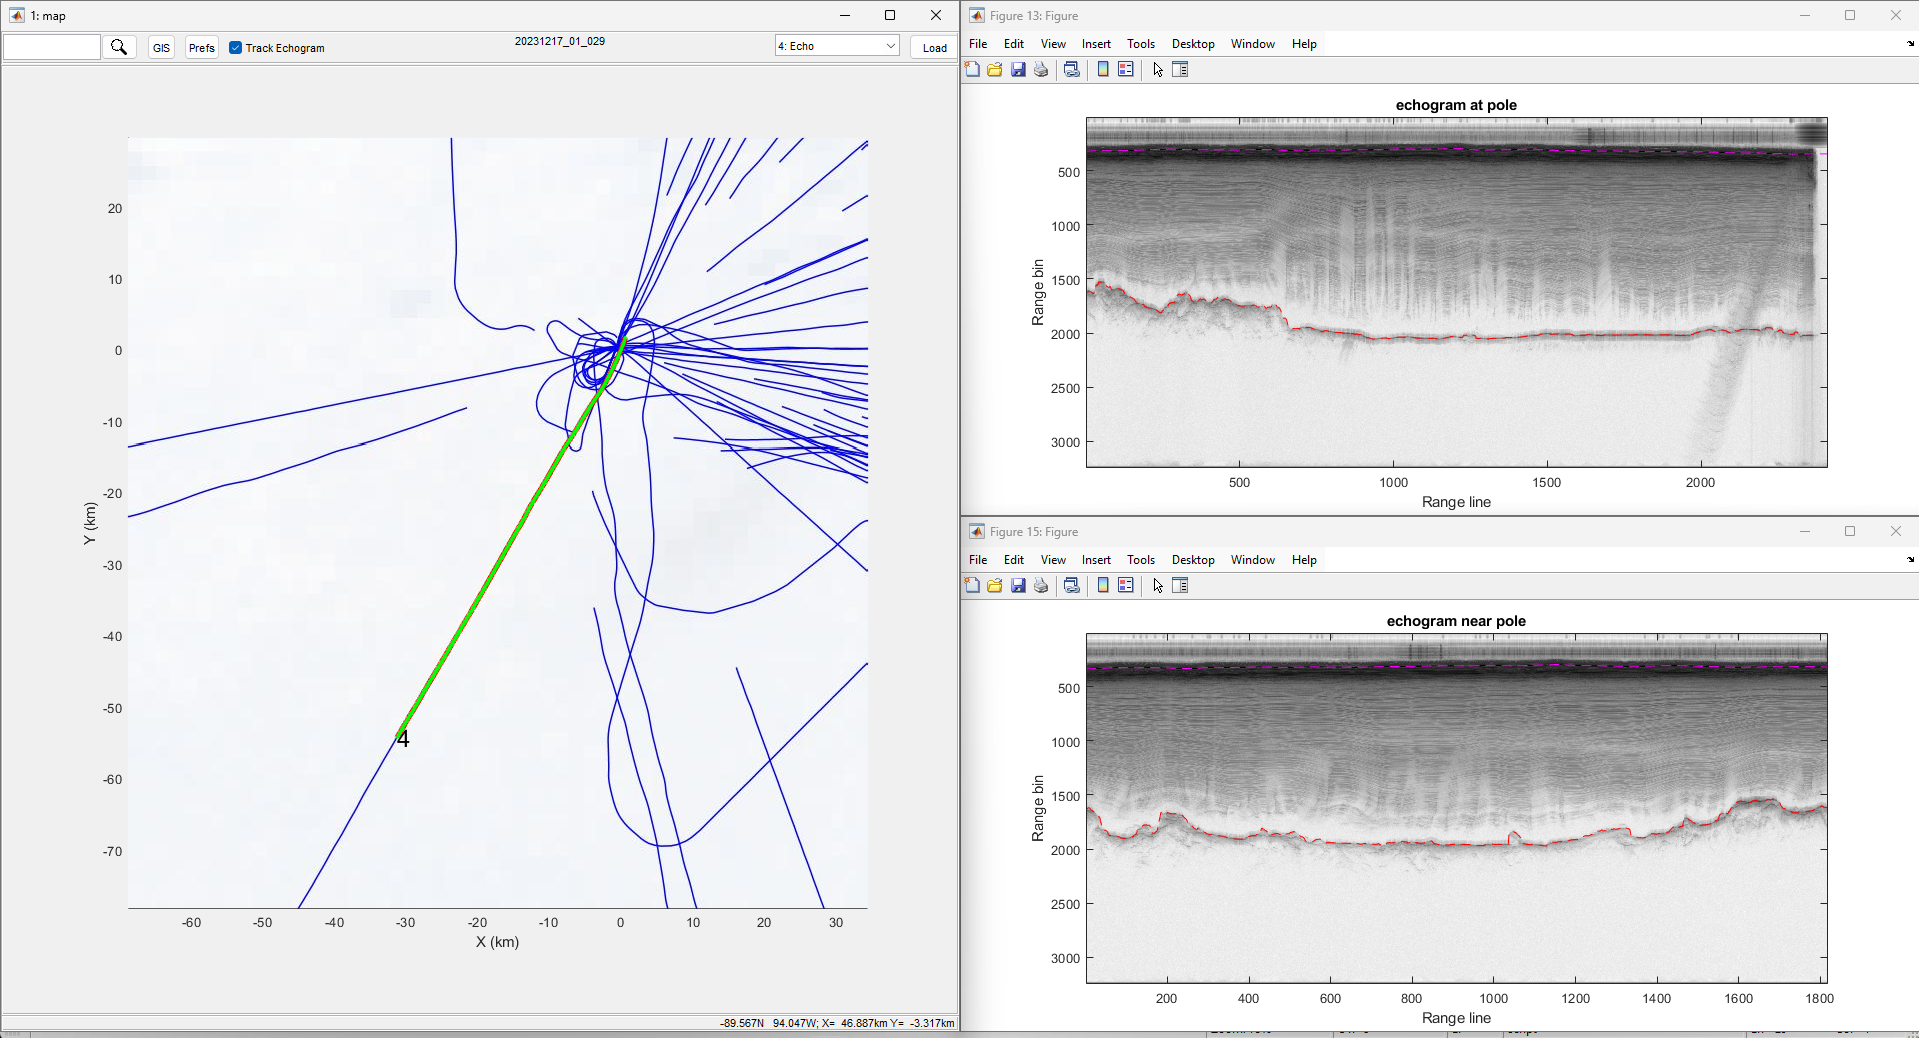 1: map
GIS
Prefs
Track Echogram
20231217_01_029
4: Echo
Load
20
10
0
-10
-20
-30
-40
-50
-60
-70
Y (km)
4
-60
-50
-40
-30
-20
-10
0
10
20
30
X (km)
-89.567N 94.047W; X= 46.887km Y= -3.317km
Figure 13: Figure
File Edit View Insert Tools Desktop Window Help
echogram at pole
500
1000
1500
2000
2500
3000
Range bin
500
1000
1500
2000
Range line
Figure 15: Figure
File Edit View Insert Tools Desktop Window Help
echogram near pole
500
1000
1500
2000
2500
3000
Range bin
200
400
600
800
1000
1200
1400
1600
1800
Range line